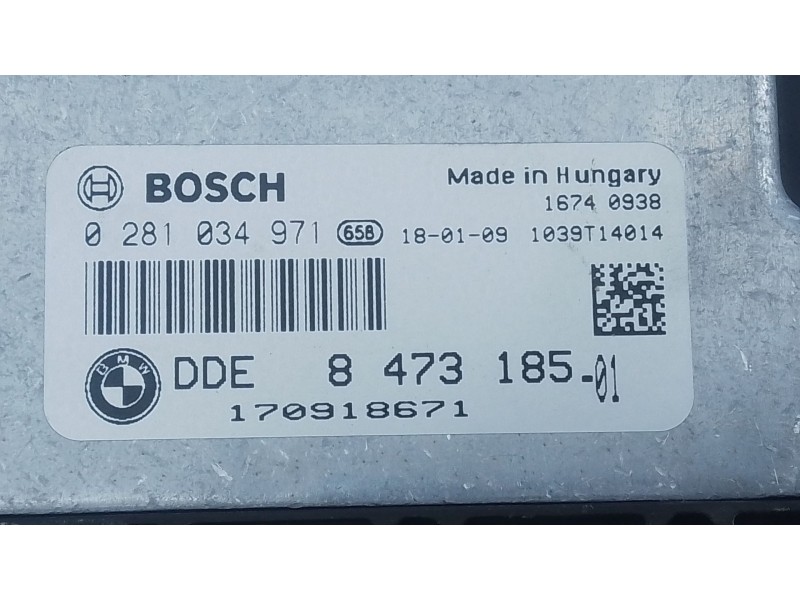 BOSCH
Made in Hungary
1674 0938
0 281 034 971 658 18-01-09 1039T14014
BMW
DDE 8 473 185-01
170918671